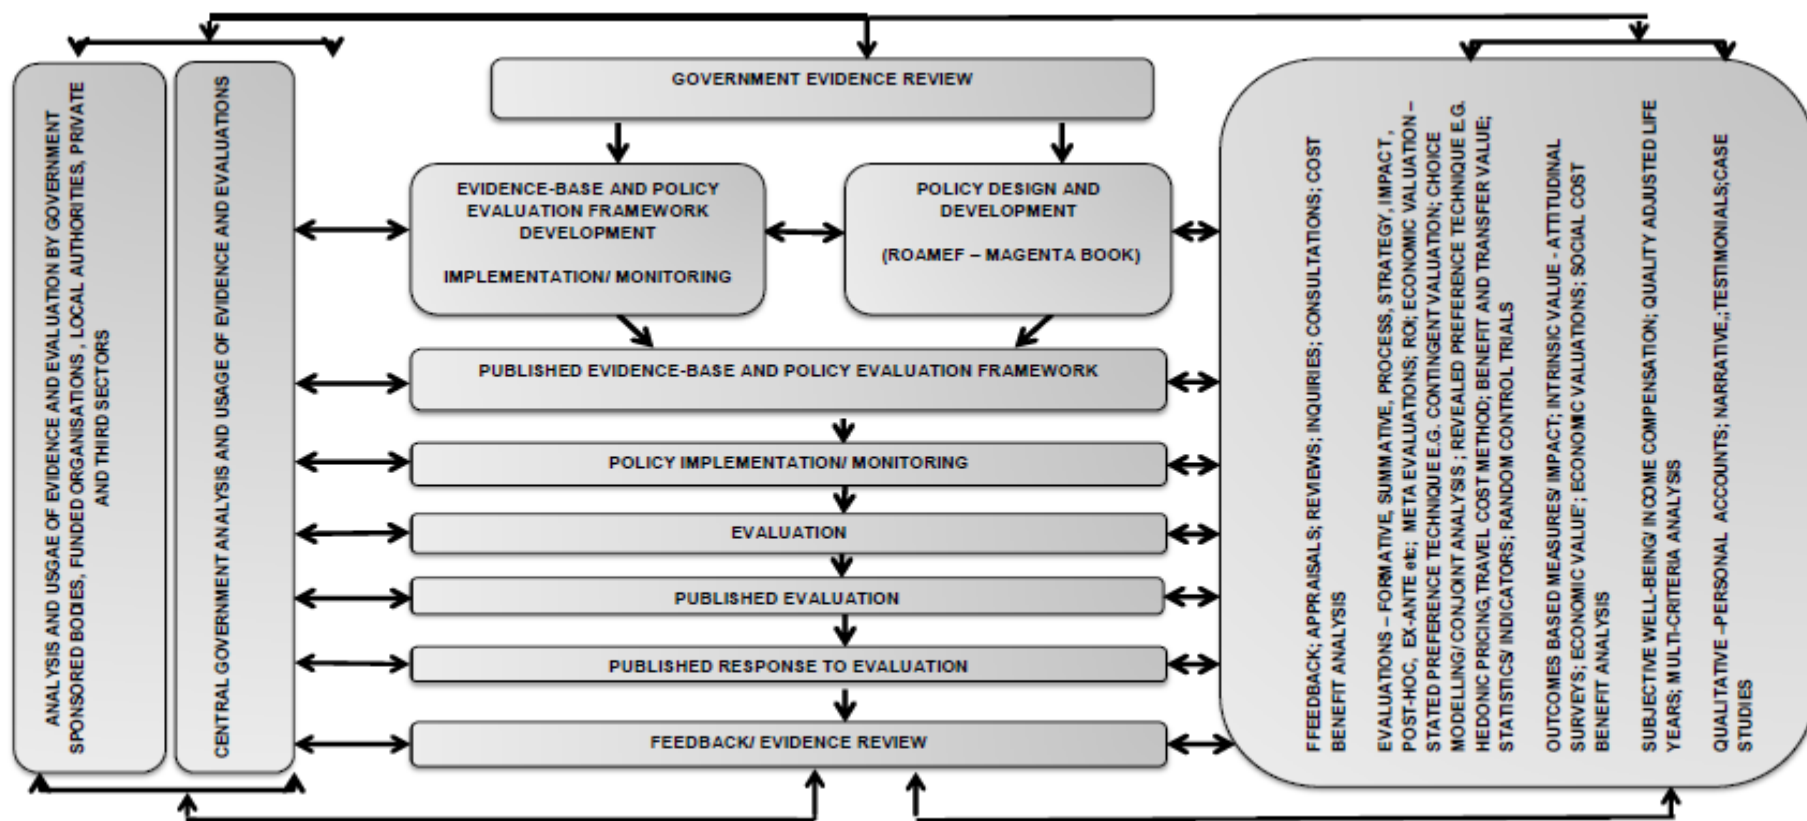 ANALYSIS AND USGAE OF EVIDENCE AND EVALUATION BY GOVERNMENT
SPONSORED BODIES, FUNDED ORGANISATIONS , LOCAL AUTHORITIES, PRIVATE
AND THIRD SECTORS
CENTRAL GOVERNMENT ANALYSIS AND USAGE OF EVIDENCE AND EVALUATIONS
GOVERNMENT EVIDENCE REVIEW
EVIDENCE-BASE AND POLICY
EVALUATION FRAMEWORK
DEVELOPMENT
IMPLEMENTATION/ MONITORING
POLICY DESIGN AND
DEVELOPMENT
(ROAMEF – MAGENTA BOOK)
PUBLISHED EVIDENCE-BASE AND POLICY EVALUATION FRAMEWORK
POLICY IMPLEMENTATION/ MONITORING
EVALUATION
PUBLISHED EVALUATION
PUBLISHED RESPONSE TO EVALUATION
FEEDBACK/ EVIDENCE REVIEW
FFEEDBACK; APPRAISALS; REVIEWS; INQUIRIES; CONSULTATIONS; COST
BENEFIT ANALYSIS
EVALUATIONS – FORMATIVE, SUMMATIVE, PROCESS, STRATEGY, IMPACT ,
POST-HOC, EX-ANTE etc; META EVALUATIONS; ROI; ECONOMIC VALUATION –
STATED PREFERENCE TECHNIQUE E.G. CONTINGENT VALUATION; CHOICE
MODELLING/ CONJOINT ANALYSIS ; REVEALED PREFERENCE TECHNIQUE E.G.
HEDONIC PRICING,TRAVEL COST METHOD; BENEFIT AND TRANSFER VALUE;
STATISTICS/ INDICATORS; RANDOM CONTROL TRIALS
OUTCOMES BASED MEASURES/ IMPACT; INTRINSIC VALUE - ATTITUDINAL
SURVEYS; ECONOMIC VALUE'; ECONOMIC VALUATIONS; SOCIAL COST
BENEFIT ANALYSIS
SUBJECTIVE WELL-BEING/ INCOME COMPENSATION; QUALITY ADJUSTED LIFE
YEARS; MULTI-CRITERIA ANALYSIS
QUALITATIVE –PERSONAL ACCOUNTS; NARRATIVE,;TESTIMONIALS;CASE
STUDIES